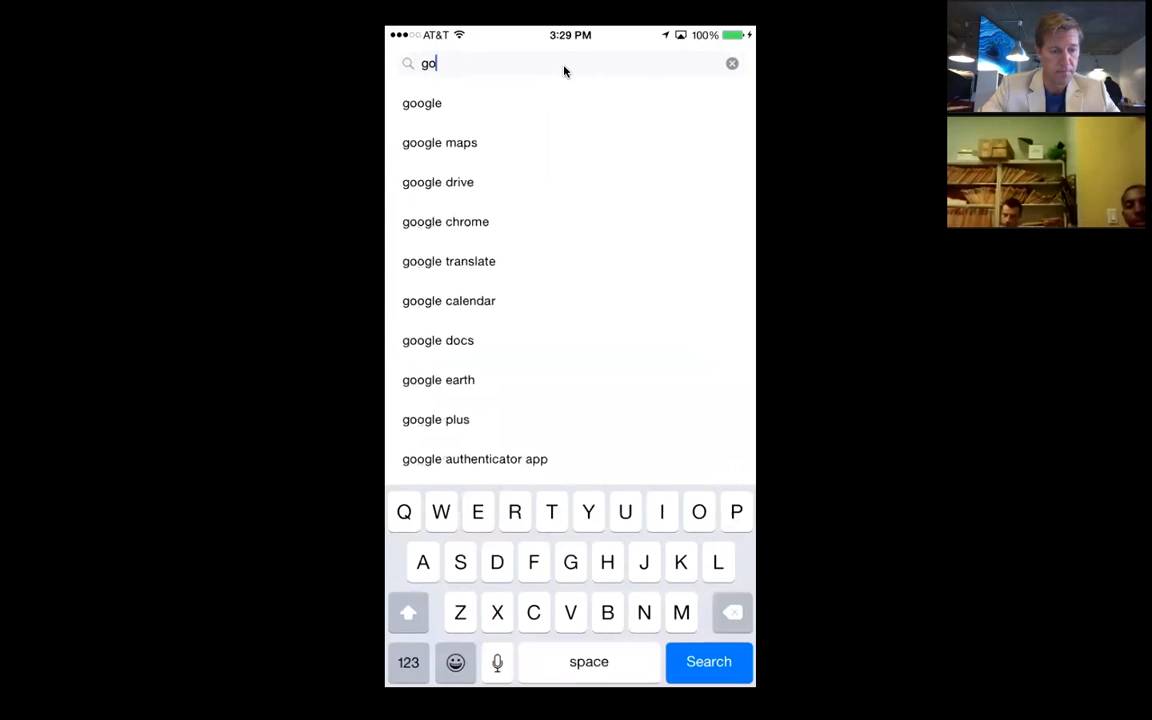 AT&T 3:29 PM 100%
go
google
google maps
google drive
google chrome
google translate
google calendar
google docs
google earth
google plus
google authenticator app
Q W E R T Y U I O P
A S D F G H J K L
Z X C V B N M
123 space Search